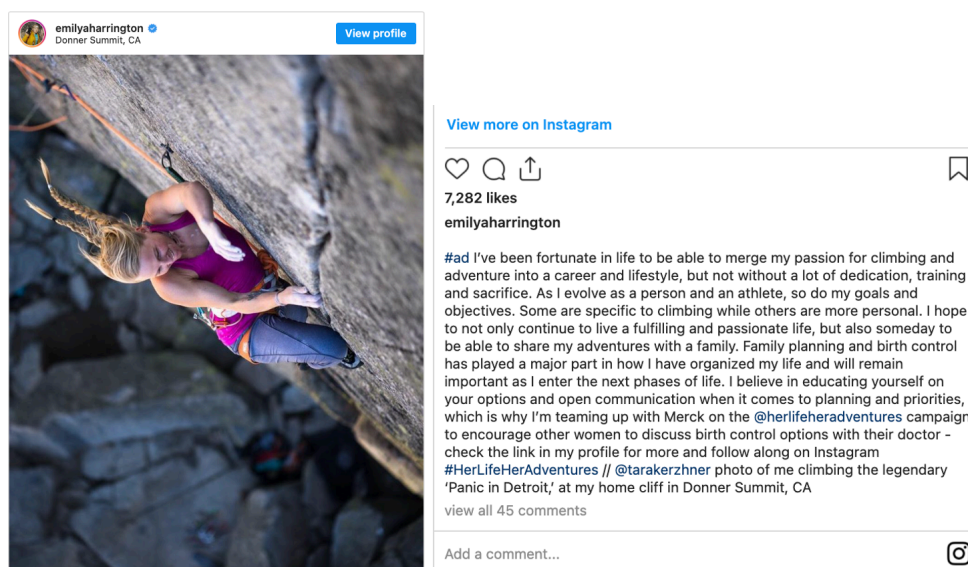 emilyaharrington
Donner Summit, CA
View profile
View more on Instagram
7,282 likes
emilyaharrington
#ad I’ve been fortunate in life to be able to merge my passion for climbing and
adventure into a career and lifestyle, but not without a lot of dedication, training
and sacrifice. As I evolve as a person and an athlete, so do my goals and
objectives. Some are specific to climbing while others are more personal. I hope
to not only continue to live a fulfilling and passionate life, but also someday to
be able to share my adventures with a family. Family planning and birth control
has played a major part in how I have organized my life and will remain
important as I enter the next phases of life. I believe in educating yourself on
your options and open communication when it comes to planning and priorities,
which is why I’m teaming up with Merck on the @herlifeheradventures campaign
to encourage other women to discuss birth control options with their doctor -
check the link in my profile for more and follow along on Instagram
#HerLifeHerAdventures // @tarakerzhner photo of me climbing the legendary
‘Panic in Detroit,’ at my home cliff in Donner Summit, CA
view all 45 comments
Add a comment...